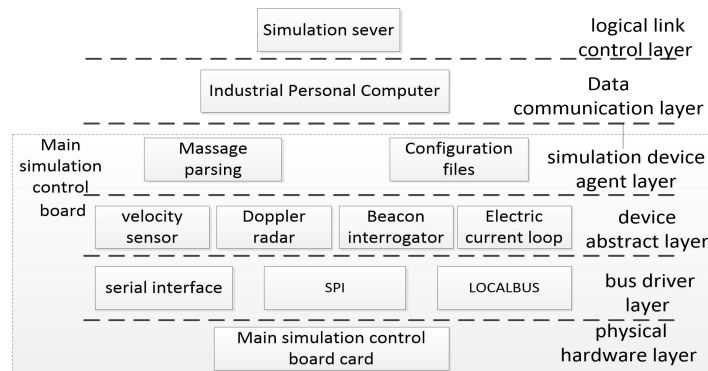 Simulation sever
logical link
control layer
Industrial Personal Computer
Data
communication layer
Main
simulation
control
board
Massage
parsing
Configuration
files
simulation device
agent layer
velocity
sensor
Doppler
radar
Beacon
interrogator
Electric
current loop
device
abstract layer
serial interface
SPI
LOCALBUS
bus driver
layer
Main simulation control
board card
physical
hardware layer